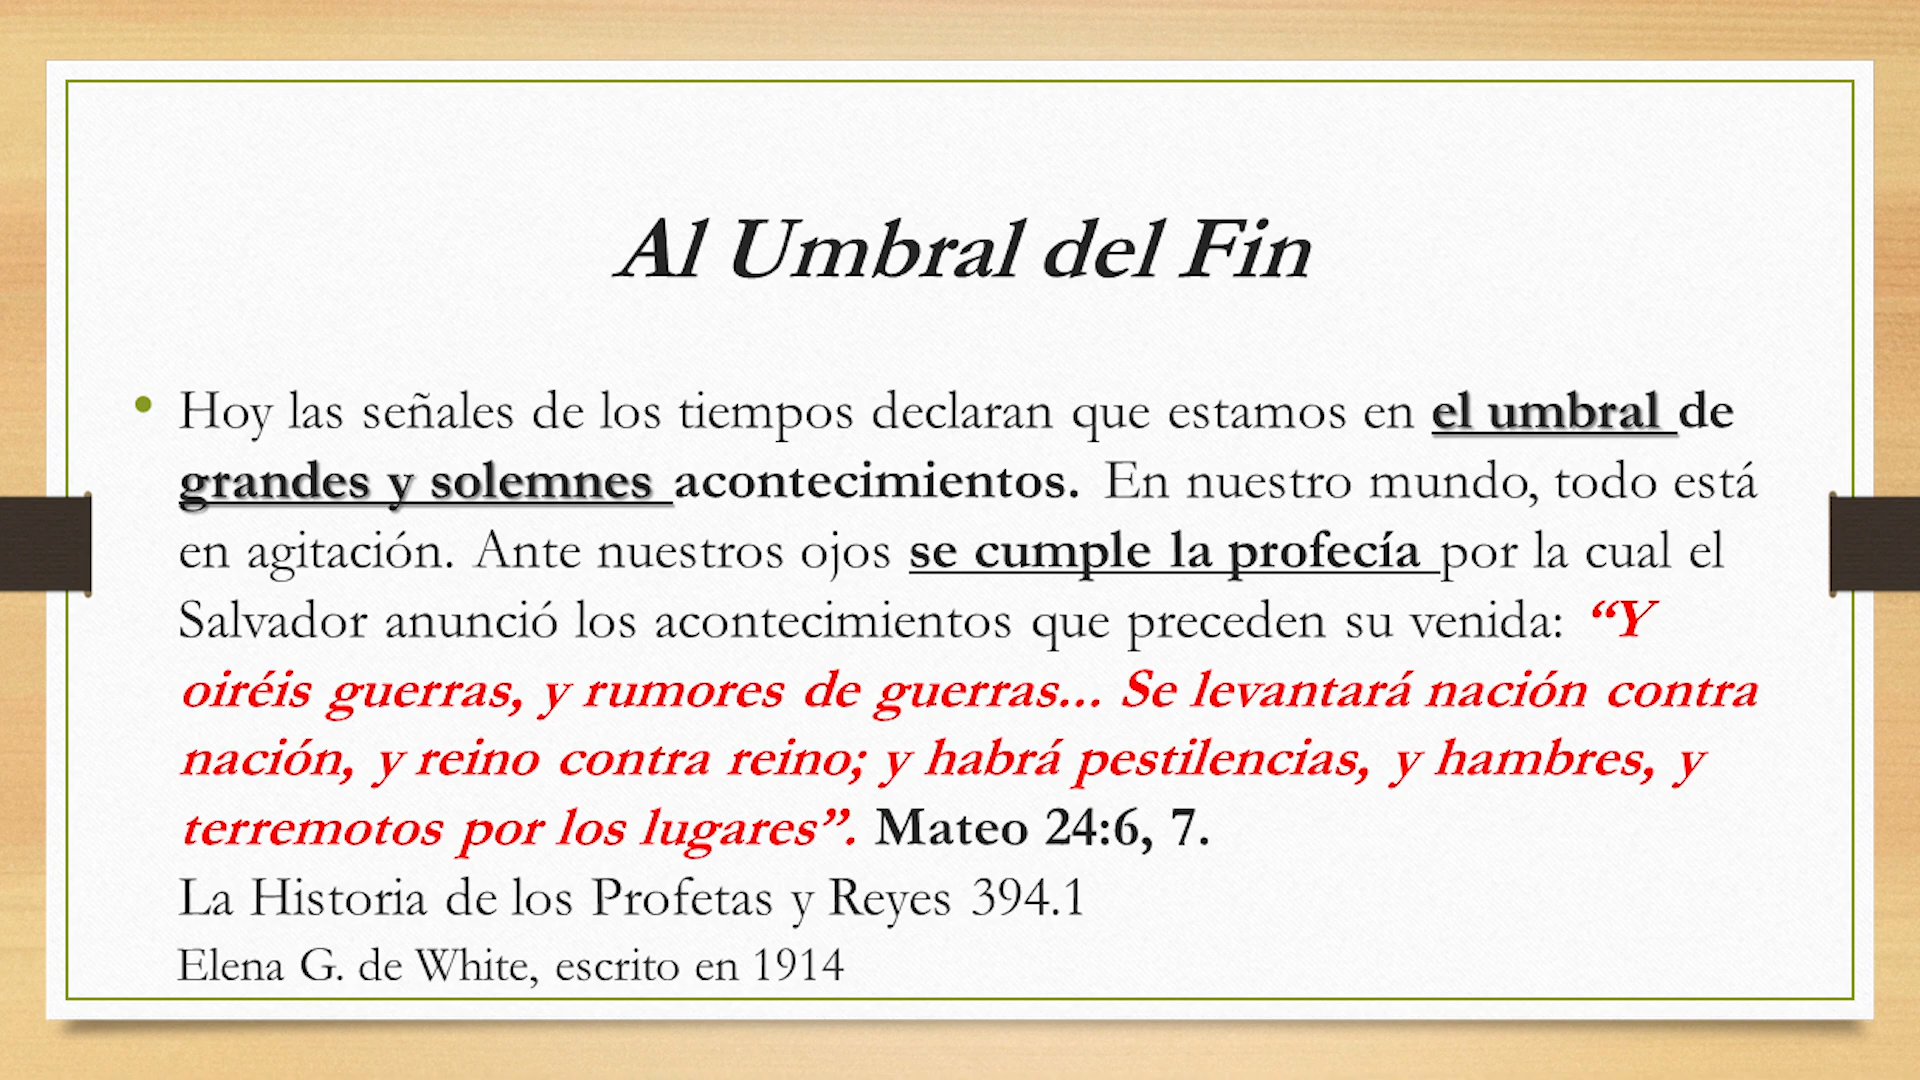 Al Umbral del Fin
• Hoy las señales de los tiempos declaran que estamos en el umbral de
grandes y solemnes acontecimientos. En nuestro mundo, todo está
en agitación. Ante nuestros ojos se cumple la profecía por la cual el
Salvador anunció los acontecimientos que preceden su venida: “Y
oiréis guerras, y rumores de guerras... Se levantará nación contra
nación, y reino contra reino; y habrá pestilencias, y hambres, y
terremotos por los lugares”. Mateo 24:6, 7.
La Historia de los Profetas y Reyes 394.1
Elena G. de White, escrito en 1914